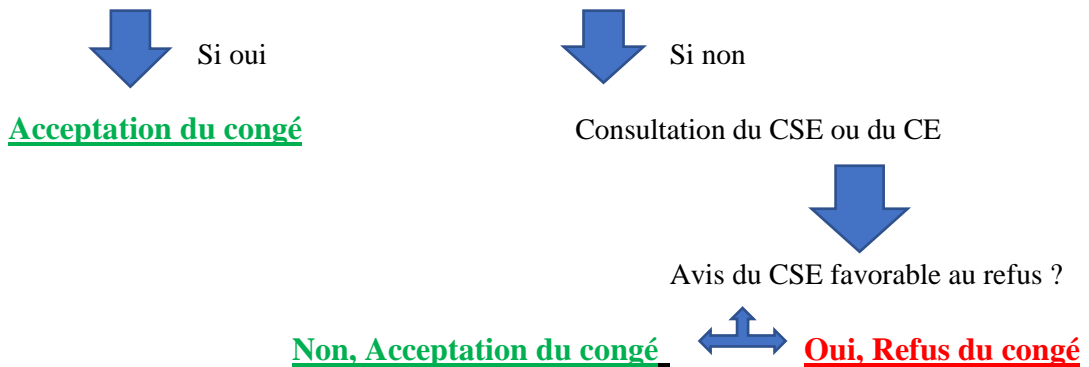 Si oui
Si non
Acceptation du congé
Consultation du CSE ou du CE
Avis du CSE favorable au refus ?
Non, Acceptation du congé
Oui, Refus du congé